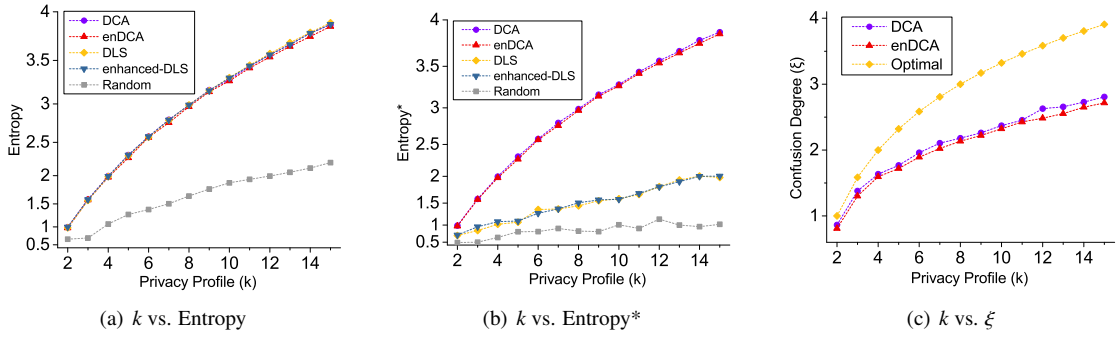 DCA
enDCA
DLS
enhanced-DLS
Random
Entropy
4
3.5
3
2.5
2
1.5
1
0.5
2 4 6 8 10 12 14
Privacy Profile (k)
(a) k vs. Entropy
DCA
enDCA
DLS
enhanced-DLS
Random
Entropy*
4
3.5
3
2.5
2
1.5
1
0.5
2 4 6 8 10 12 14
Privacy Profile (k)
(b) k vs. Entropy*
DCA
enDCA
Optimal
Confusion Degree (ξ)
4
3
2
1
2 4 6 8 10 12 14
Privacy Profile (k)
(c) k vs. ξ